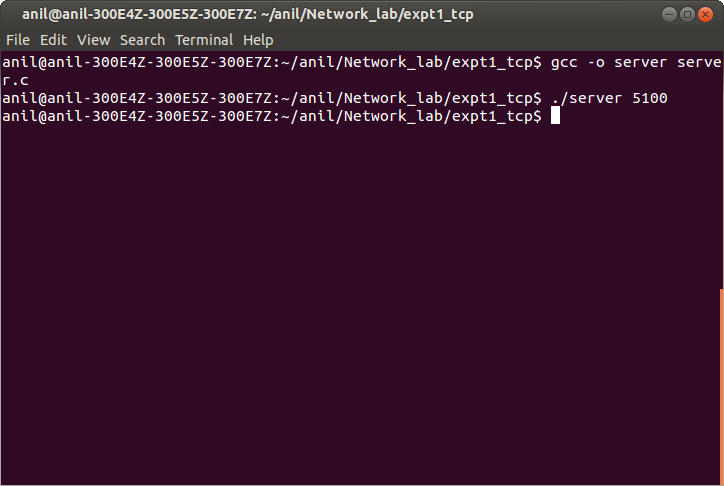 anil@anil-300E4Z-300E5Z-300E7Z: ~/anil/Network_lab/expt1_tcp
File Edit View Search Terminal Help
anil@anil-300E4Z-300E5Z-300E7Z:~/anil/Network_lab/expt1_tcp$ gcc -o server serve
r.c
anil@anil-300E4Z-300E5Z-300E7Z:~/anil/Network_lab/expt1_tcp$ ./server 5100
anil@anil-300E4Z-300E5Z-300E7Z:~/anil/Network_lab/expt1_tcp$